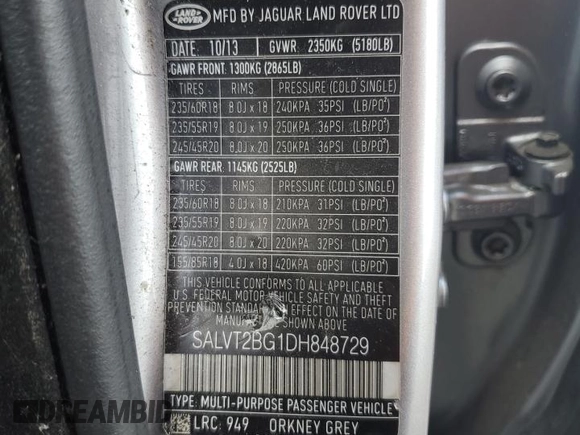 LAND ROVER MFD BY JAGUAR LAND ROVER LTD
DATE: 10/13 GVWR: 2350KG (5180LB)
GAWR FRONT: 1300KG (2865LB)
TIRES RIMS PRESSURE (COLD SINGLE)
235/60R18 8.0J x 18 240KPA 35PSI (LB/PO²)
235/55R19 8.0J x 19 250KPA 36PSI (LB/PO²)
245/45R20 8.0J x 20 250KPA 36PSI (LB/PO²)
GAWR REAR: 1145KG (2525LB)
TIRES RIMS PRESSURE (COLD SINGLE)
235/60R18 8.0J x 18 210KPA 31PSI (LB/PO²)
235/55R19 8.0J x 19 220KPA 32PSI (LB/PO²)
245/45R20 8.0J x 20 220KPA 32PSI (LB/PO²)
155/85R18 4.0J x 18 420KPA 60PSI (LB/PO²)
THIS VEHICLE CONFORMS TO ALL APPLICABLE
U.S. FEDERAL MOTOR VEHICLE SAFETY AND THEFT
PREVENTION STANDARDS IN EFFECT ON THE DATE OF
MANUFACTURE SHOWN ABOVE.
SALVT2BG1DH848729
TYPE: MULTI-PURPOSE PASSENGER VEHICLE
LRC: 949 ORKNEY GREY
DREAMBID